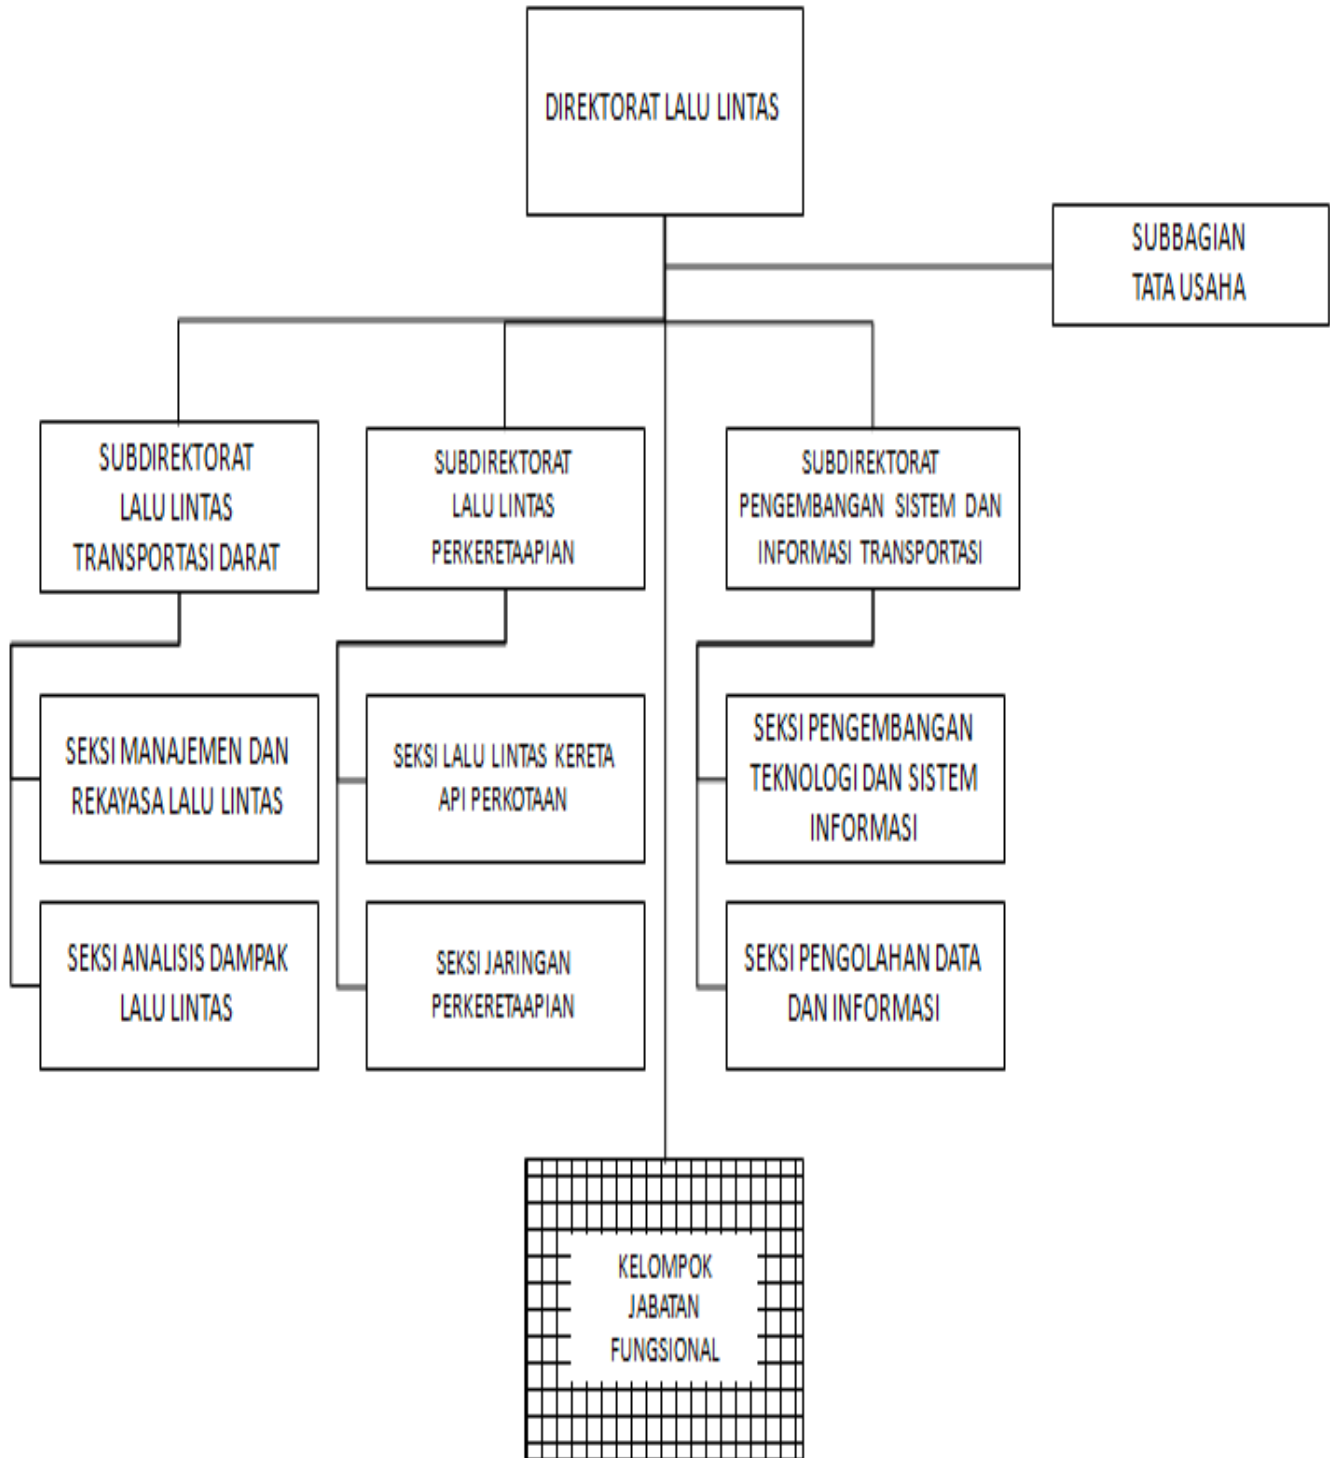 DIREKTORAT LALU LINTAS
SUBBAGIAN
TATA USAHA
SUBDIREKTORAT
LALU LINTAS
TRANSPORTASI DARAT
SUBDIREKTORAT
LALU LINTAS
PERKERETAAPIAN
SUBDIREKTORAT
PENGEMBANGAN SISTEM DAN
INFORMASI TRANSPORTASI
SEKSI MANAJEMEN DAN
REKAYASA LALU LINTAS
SEKSI LALU LINTAS KERETA
API PERKOTAAN
SEKSI PENGEMBANGAN
TEKNOLOGI DAN SISTEM
INFORMASI
SEKSI ANALISIS DAMPAK
LALU LINTAS
SEKSI JARINGAN
PERKERETAAPIAN
SEKSI PENGOLAHAN DATA
DAN INFORMASI
KELOMPOK
JABATAN
FUNGSIONAL